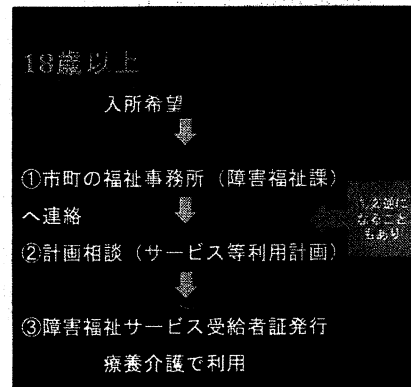 18歳以上
入所希望
①市町の福祉事務所（障害福祉課）
へ連絡
1,2逆に
なること
もあり
②計画相談（サービス等利用計画）
③障害福祉サービス受給者証発行
療養介護で利用